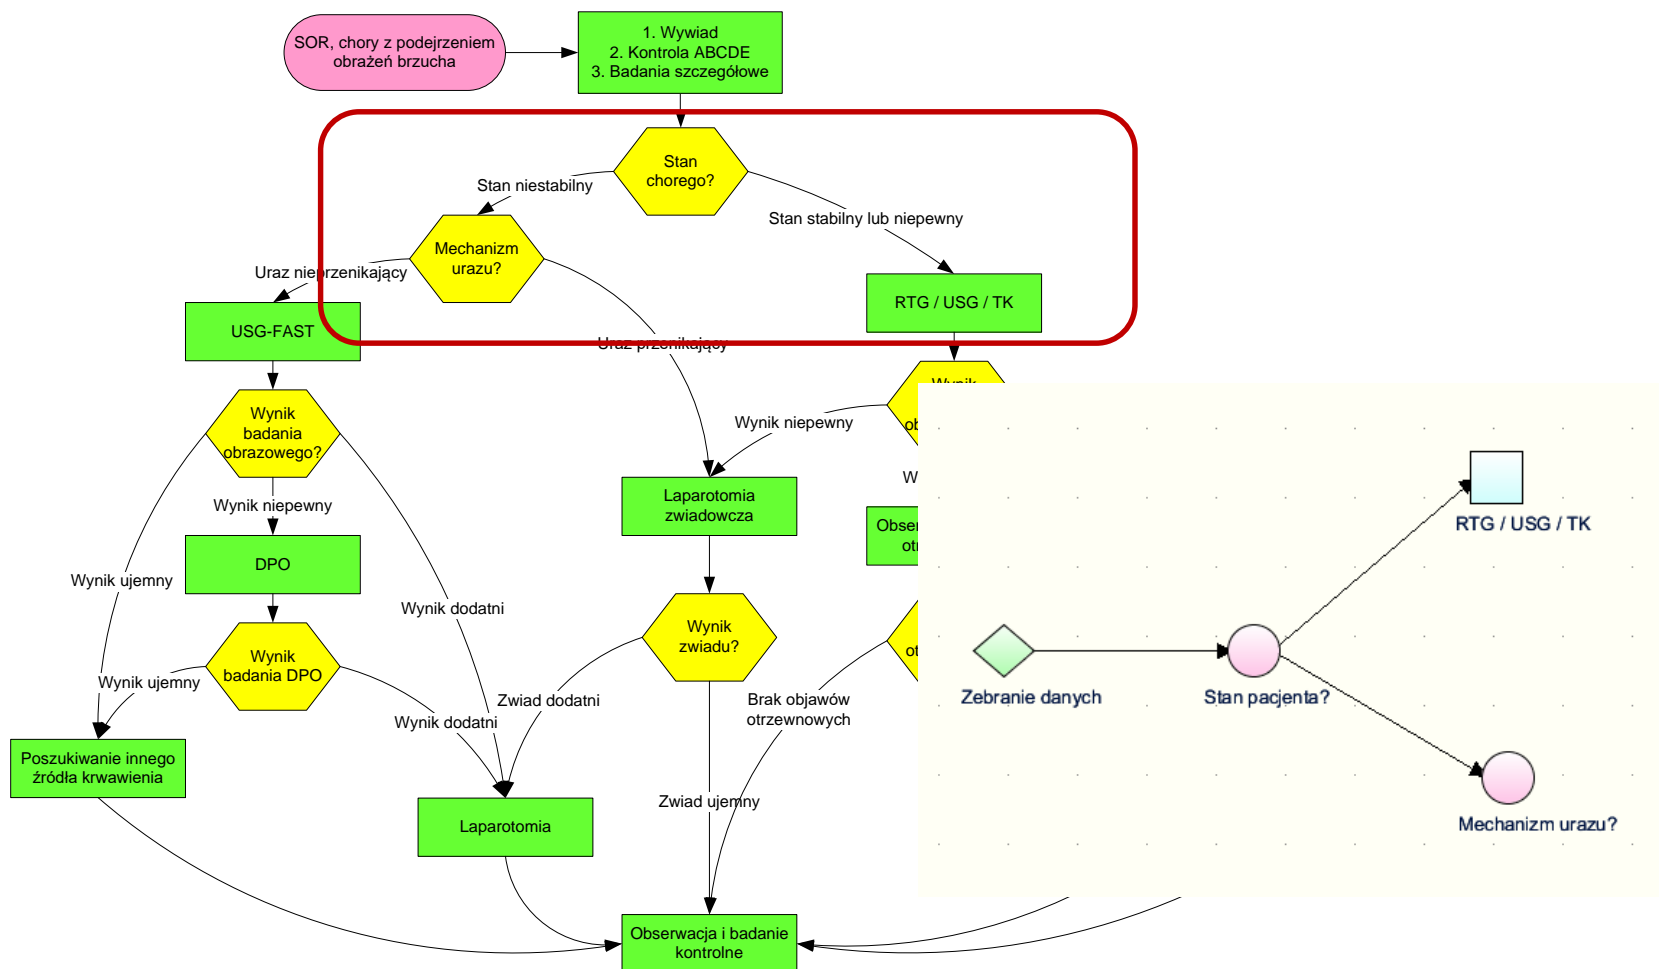 SOR, chory z podejrzeniem
obrażeń brzucha
1. Wywiad
2. Kontrola ABCDE
3. Badania szczegółowe
Stan
chorego?
Stan niestabilny
Stan stabilny lub niepewny
Mechanizm
urazu?
Uraz nieprzenikający
RTG / USG / TK
USG-FAST
Uraz przenikający
Wynik
Wynik
badania
obrazowego?
Wynik niepewny
Wynik niepewny
Laparotomia
zwiadowcza
DPO
Wynik ujemny
Wynik dodatni
Wynik
zwiadu?
Wynik
badania DPO
Wynik ujemny
Wynik dodatni
Zwiad dodatni
Brak objawów
otrzewnowych
Poszukiwanie innego
źródła krwawienia
Zwiad ujemny
Laparotomia
Obserwacja i badanie
kontrolne
RTG / USG / TK
Zebranie danych
Stan pacjenta?
Mechanizm urazu?